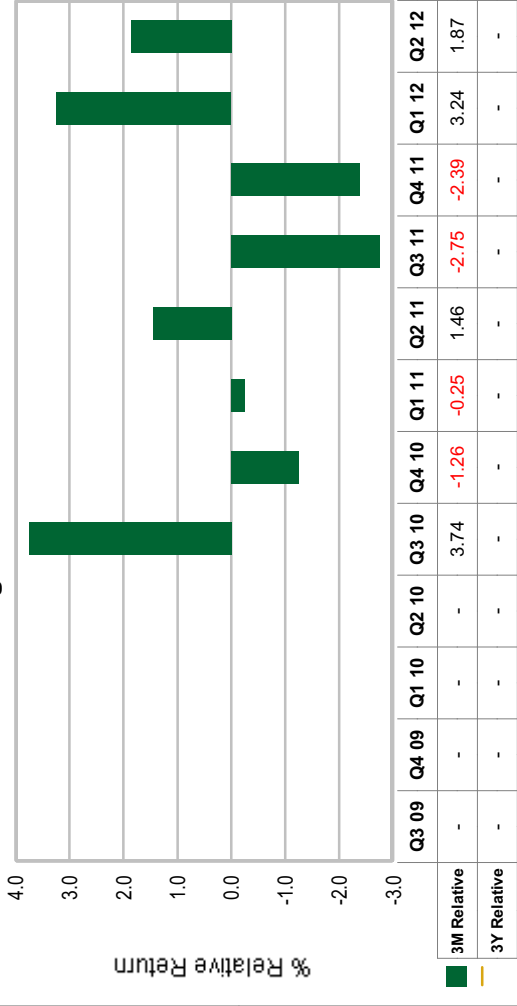 4.0
3.0
2.0
1.0
0.0
-1.0
-2.0
-3.0
% Relative Return
Q3 09 Q4 09 Q1 10 Q2 10 Q3 10 Q4 10 Q1 11 Q2 11 Q3 11 Q4 11 Q1 12 Q2 12
3M Relative - - - - 3.74 -1.26 -0.25 1.46 -2.75 -2.39 3.24 1.87
3Y Relative - - - - - - - - - - - -